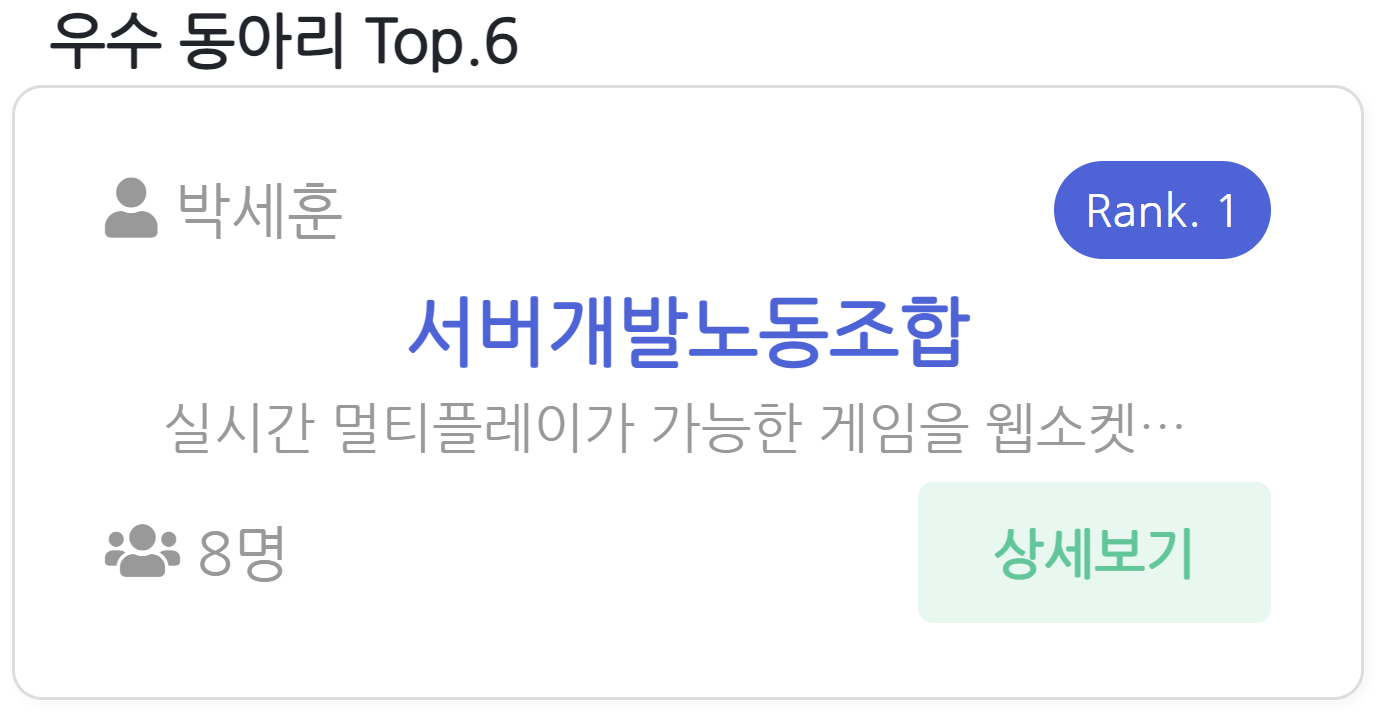 우수 동아리 Top.6
박세훈
Rank. 1
서버개발노동조합
실시간 멀티플레이가 가능한 게임을 웹소켓…
8명
상세보기